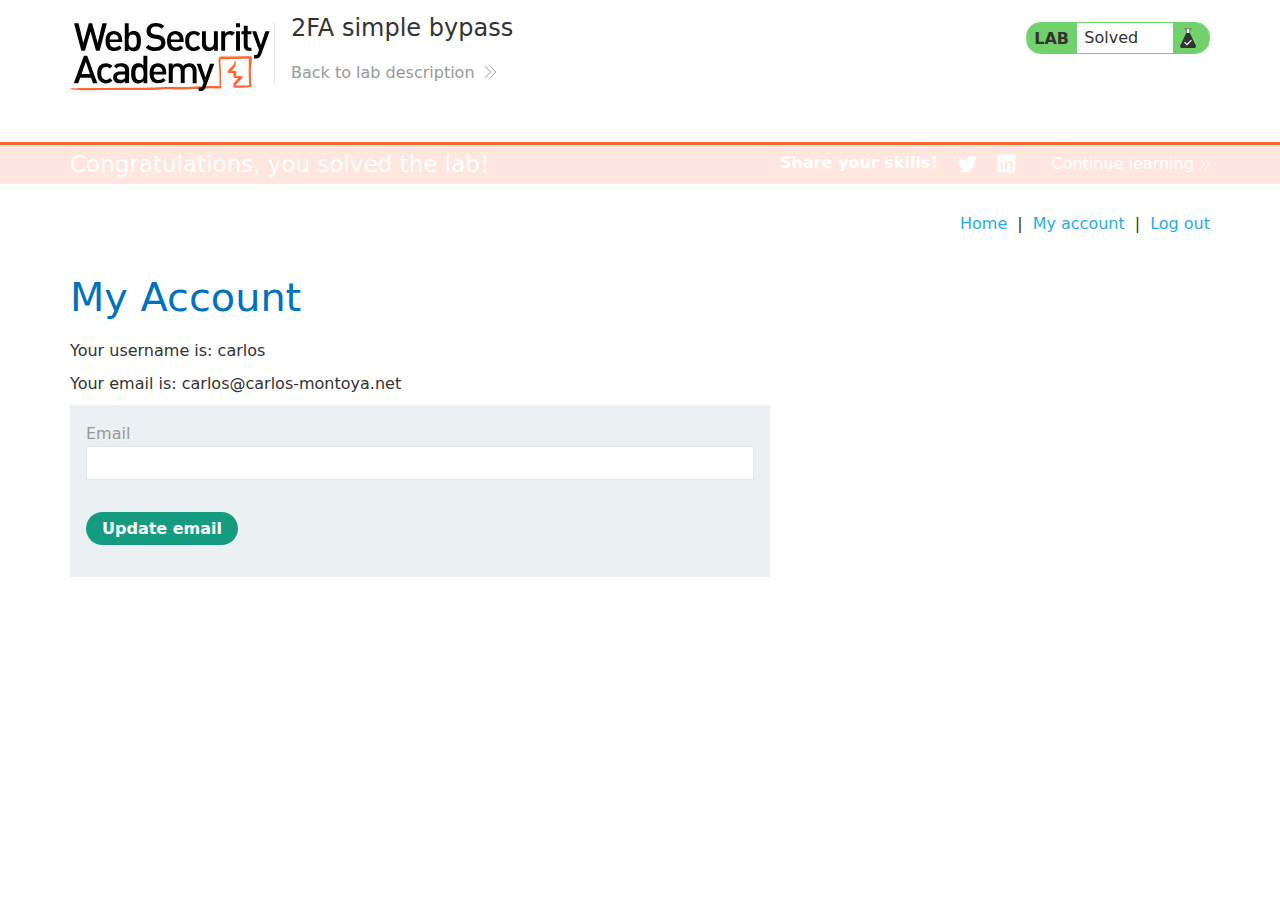 Web Security
Academy
2FA simple bypass
Back to lab description
LAB Solved
Congratulations, you solved the lab!
Share your skills!
Continue learning
Home | My account | Log out
My Account
Your username is: carlos
Your email is: carlos@carlos-montoya.net
Email
Update email